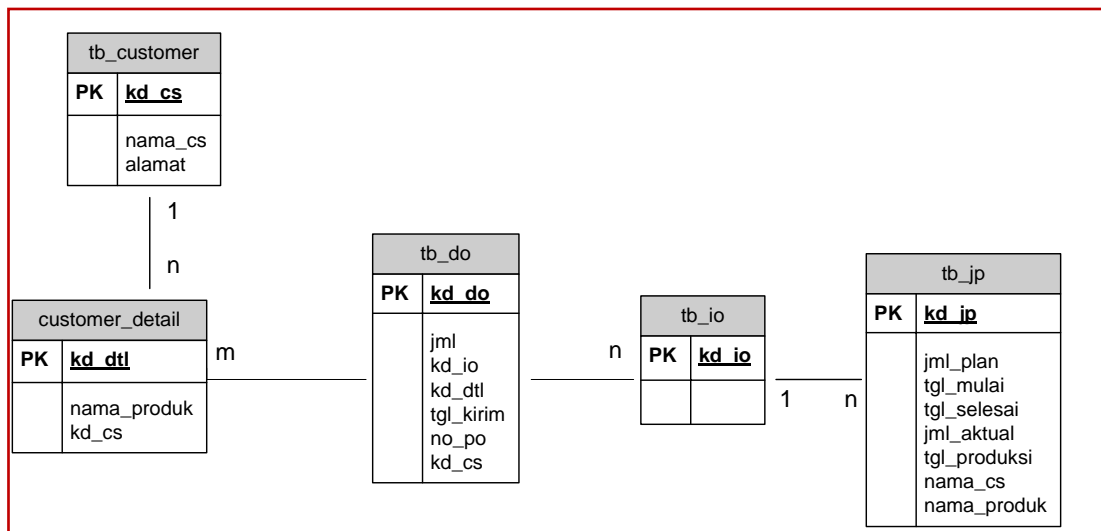 tb_customer
PK kd_cs
nama_cs
alamat
1
n
customer_detail
PK kd_dtl
nama_produk
kd_cs
m
tb_do
PK kd_do
jml
kd_io
kd_dtl
tgl_kirim
no_po
kd_cs
n
tb_io
PK kd_io
1
n
tb_jp
PK kd_jp
jml_plan
tgl_mulai
tgl_selesai
jml_aktual
tgl_produksi
nama_cs
nama_produk